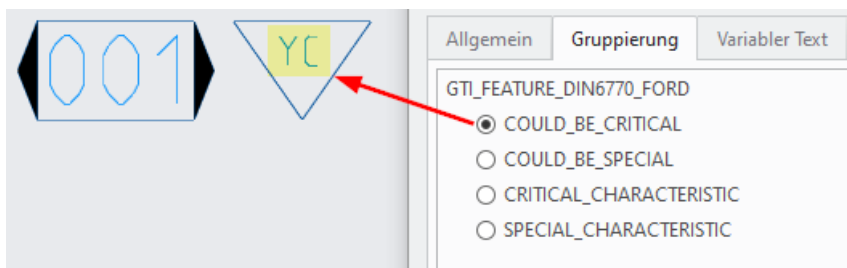 001 YC
Allgemein Gruppierung Variabler Text
GTI_FEATURE_DIN6770_FORD
COULD_BE_CRITICAL
COULD_BE_SPECIAL
CRITICAL_CHARACTERISTIC
SPECIAL_CHARACTERISTIC